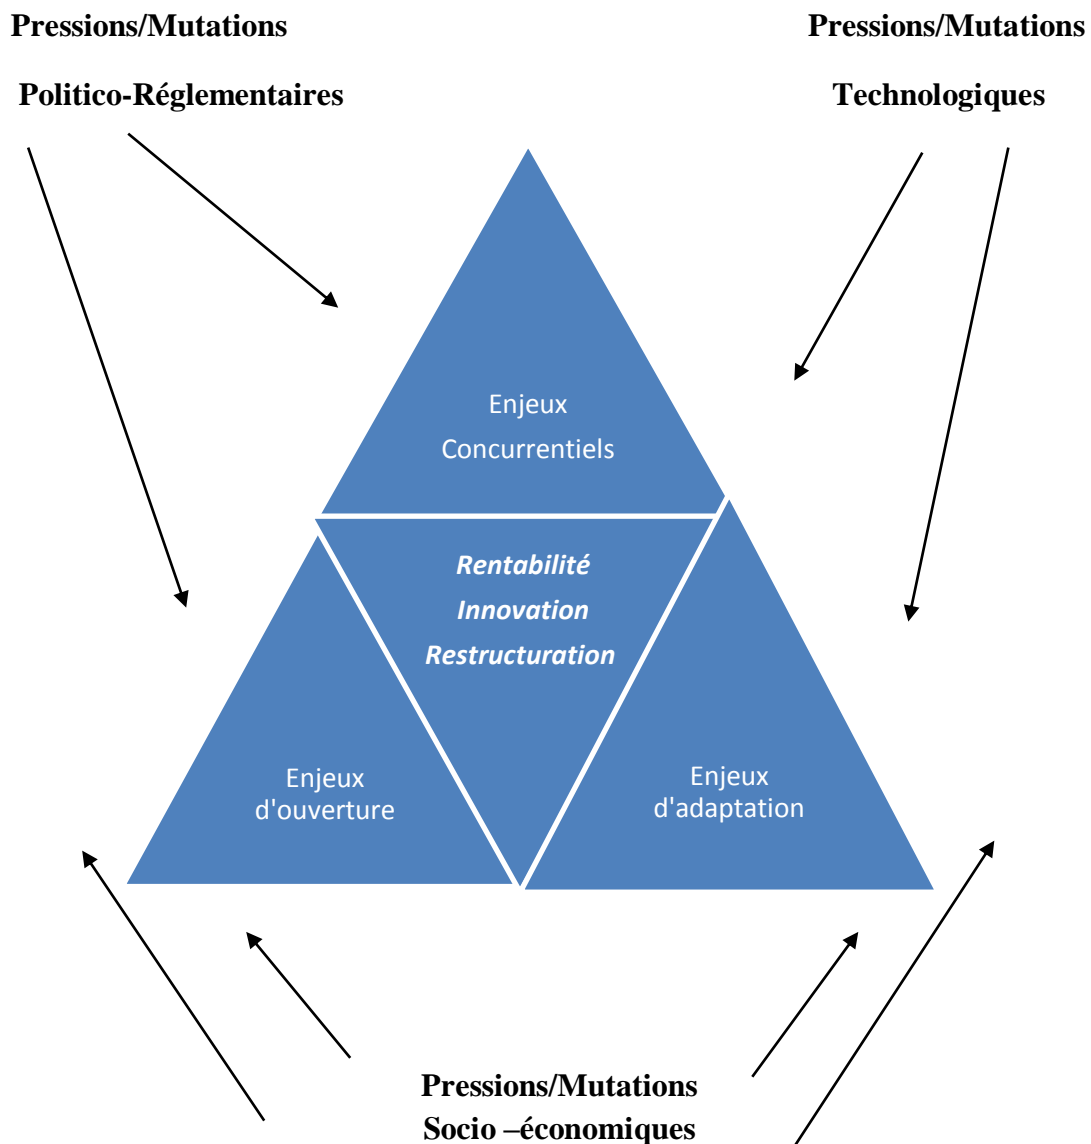 Pressions/Mutations
Politico-Réglementaires
Pressions/Mutations
Technologiques
Enjeux
Concurrentiels
Rentabilité
Innovation
Restructuration
Enjeux
d'ouverture
Enjeux
d'adaptation
Pressions/Mutations
Socio –économiques